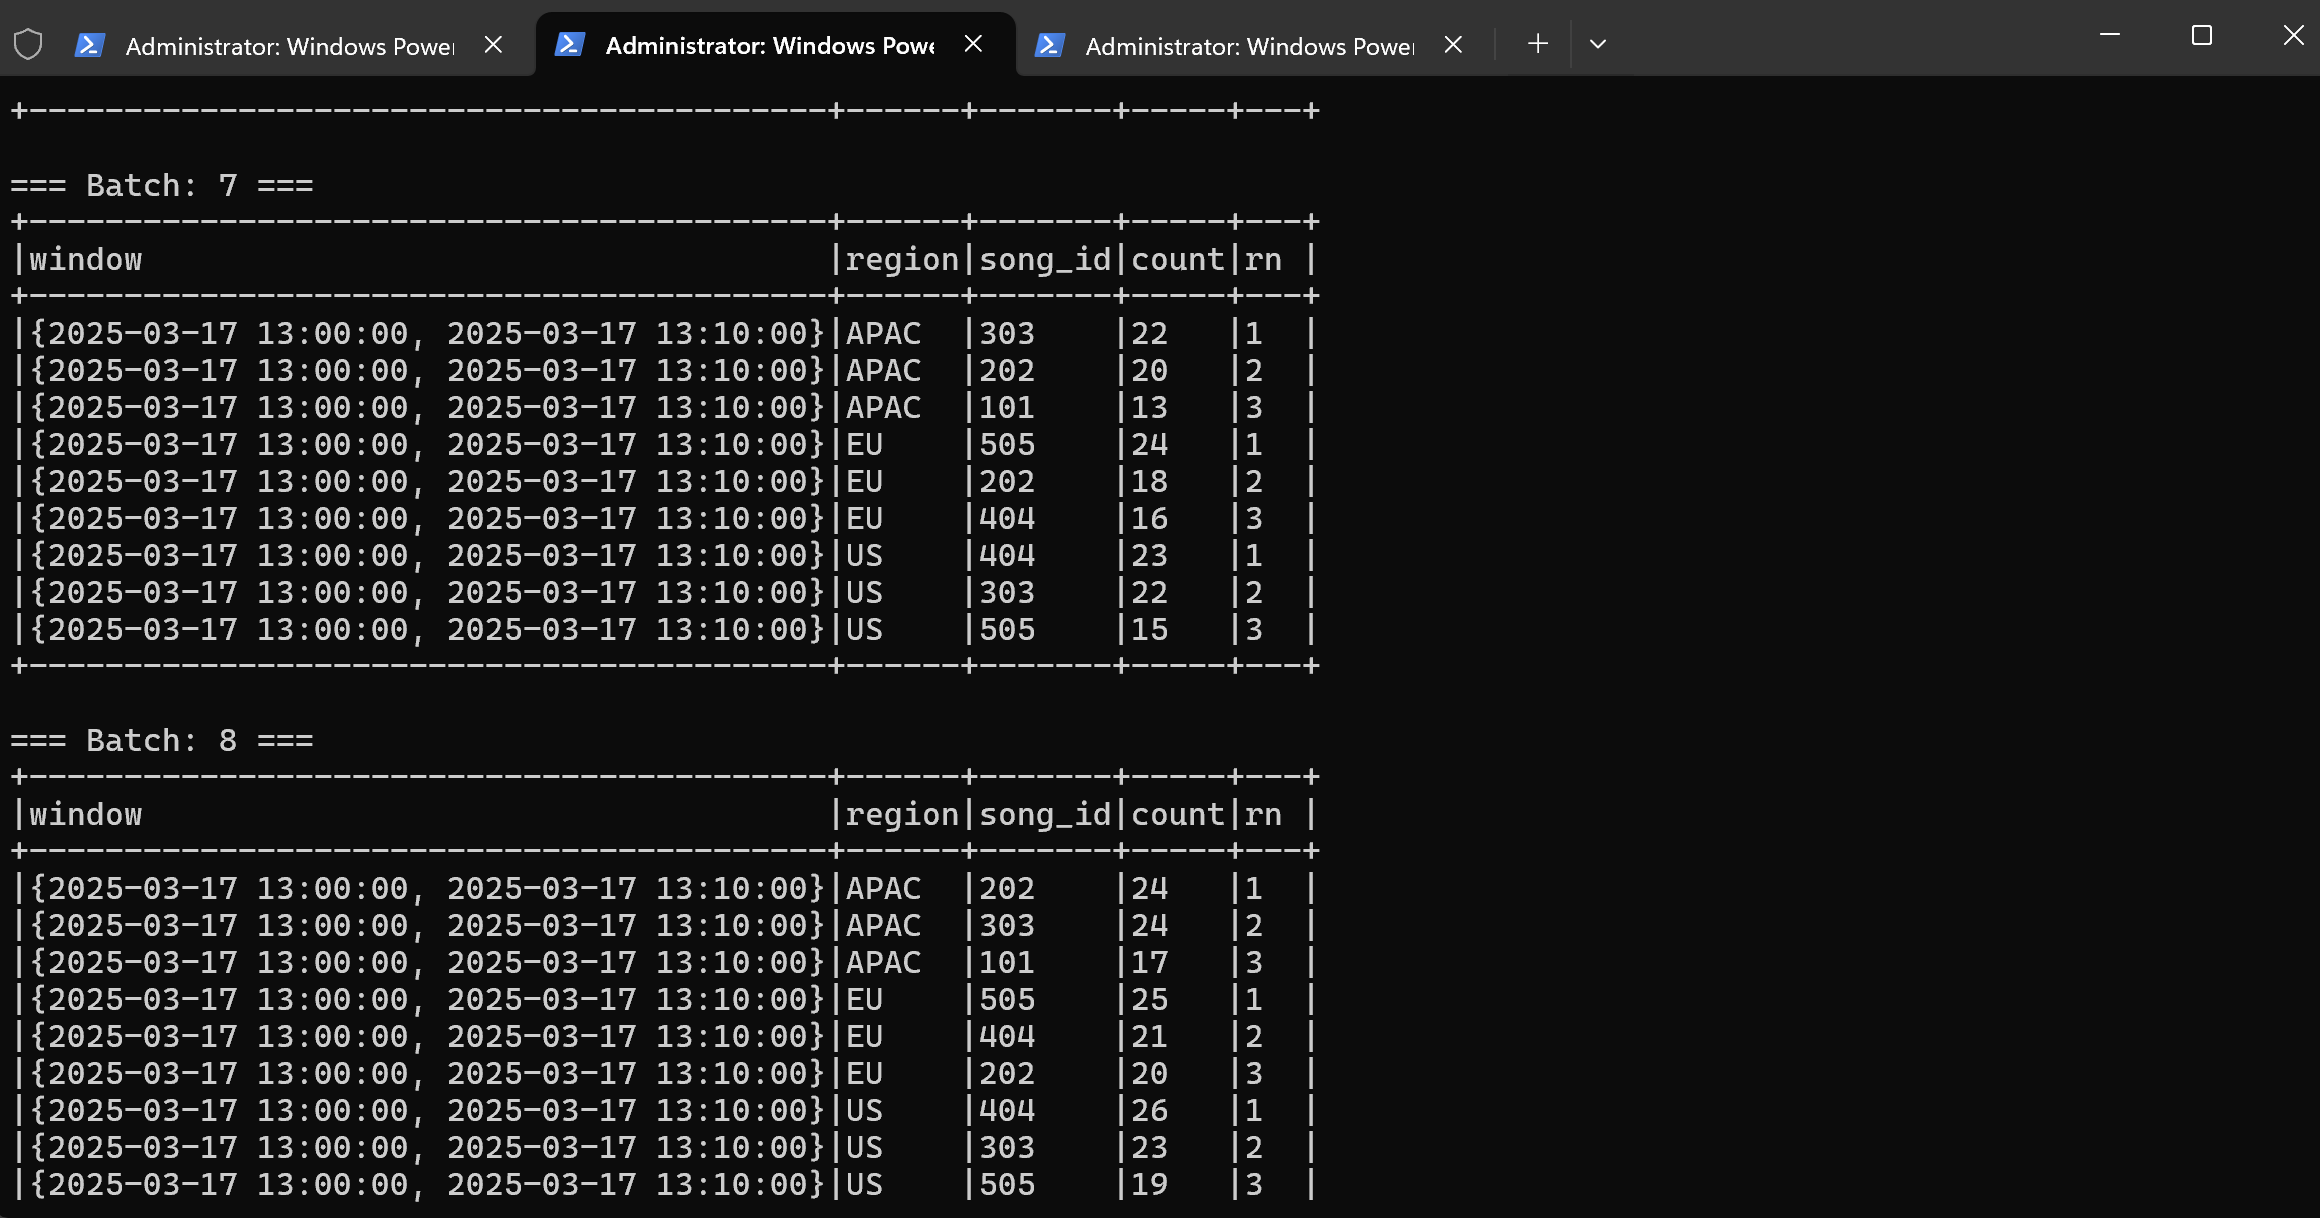 Administrator: Windows Power Administrator: Windows Powe Administrator: Windows Power
+------------------------------------------+------+-------+-----+---+
=== Batch: 7 ===
+------------------------------------------+------+-------+-----+---+
|window                                    |region|song_id|count|rn |
+------------------------------------------+------+-------+-----+---+
|{2025-03-17 13:00:00, 2025-03-17 13:10:00}|APAC  |303    |22   |1  |
|{2025-03-17 13:00:00, 2025-03-17 13:10:00}|APAC  |202    |20   |2  |
|{2025-03-17 13:00:00, 2025-03-17 13:10:00}|APAC  |101    |13   |3  |
|{2025-03-17 13:00:00, 2025-03-17 13:10:00}|EU    |505    |24   |1  |
|{2025-03-17 13:00:00, 2025-03-17 13:10:00}|EU    |202    |18   |2  |
|{2025-03-17 13:00:00, 2025-03-17 13:10:00}|EU    |404    |16   |3  |
|{2025-03-17 13:00:00, 2025-03-17 13:10:00}|US    |404    |23   |1  |
|{2025-03-17 13:00:00, 2025-03-17 13:10:00}|US    |303    |22   |2  |
|{2025-03-17 13:00:00, 2025-03-17 13:10:00}|US    |505    |15   |3  |
+------------------------------------------+------+-------+-----+---+
=== Batch: 8 ===
+------------------------------------------+------+-------+-----+---+
|window                                    |region|song_id|count|rn |
+------------------------------------------+------+-------+-----+---+
|{2025-03-17 13:00:00, 2025-03-17 13:10:00}|APAC  |202    |24   |1  |
|{2025-03-17 13:00:00, 2025-03-17 13:10:00}|APAC  |303    |24   |2  |
|{2025-03-17 13:00:00, 2025-03-17 13:10:00}|APAC  |101    |17   |3  |
|{2025-03-17 13:00:00, 2025-03-17 13:10:00}|EU    |505    |25   |1  |
|{2025-03-17 13:00:00, 2025-03-17 13:10:00}|EU    |404    |21   |2  |
|{2025-03-17 13:00:00, 2025-03-17 13:10:00}|EU    |202    |20   |3  |
|{2025-03-17 13:00:00, 2025-03-17 13:10:00}|US    |404    |26   |1  |
|{2025-03-17 13:00:00, 2025-03-17 13:10:00}|US    |303    |23   |2  |
|{2025-03-17 13:00:00, 2025-03-17 13:10:00}|US    |505    |19   |3  |